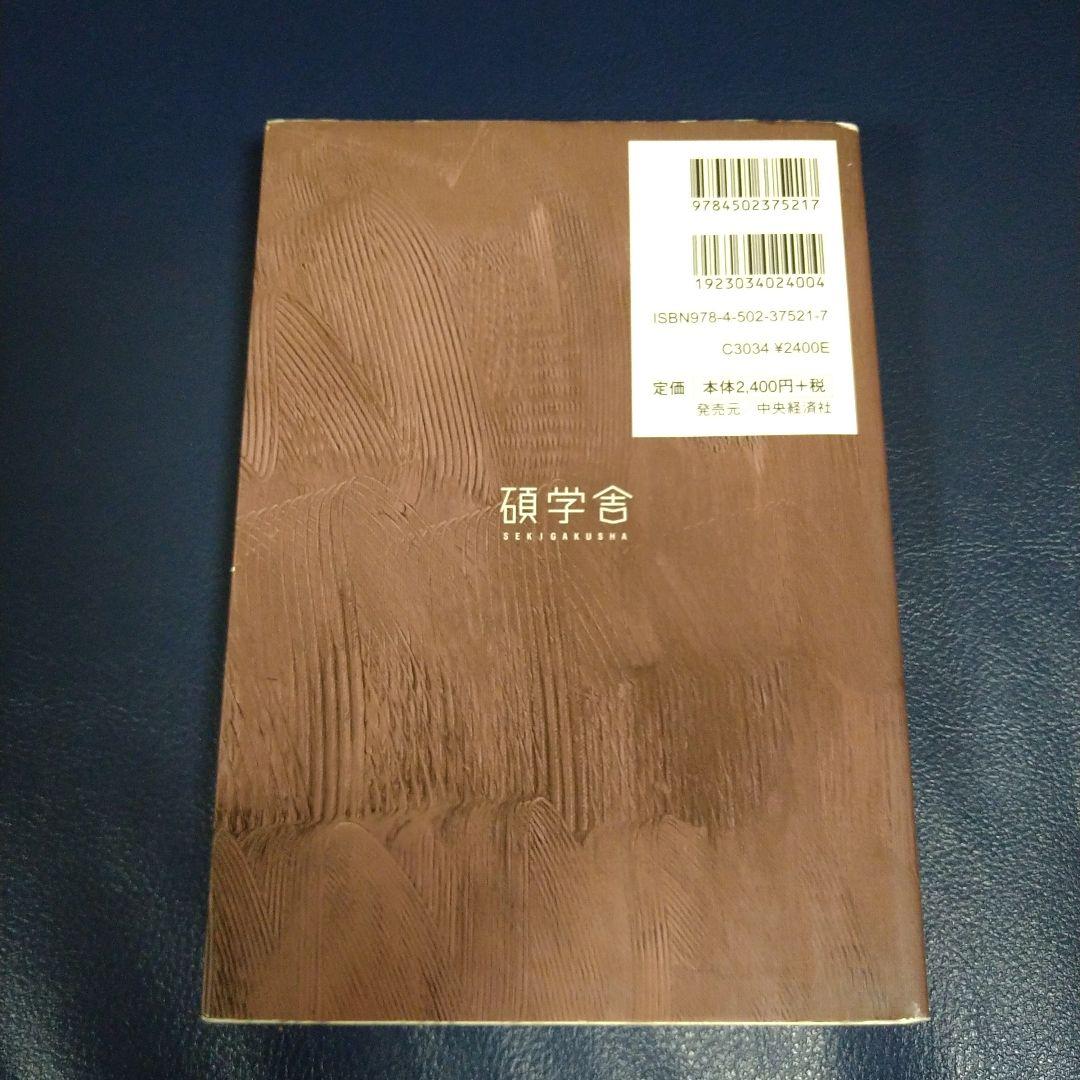 9784502375217
1923034024004
ISBN978-4-502-37521-7
C3034 ¥2400E
定価 本体2,400円+税
発売元 中央経済社
碩学舎
SEKIGAKUSHA